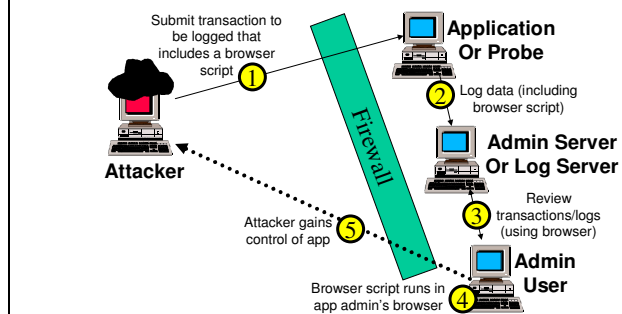 Submit transaction to
be logged that
includes a browser
script
1
Application
Or Probe
2
Log data (including
browser script)
Firewall
Attacker
Admin Server
Or Log Server
3
Review
transactions/logs
(using browser)
Attacker gains
control of app
5
Admin
User
Browser script runs in
app admin's browser
4